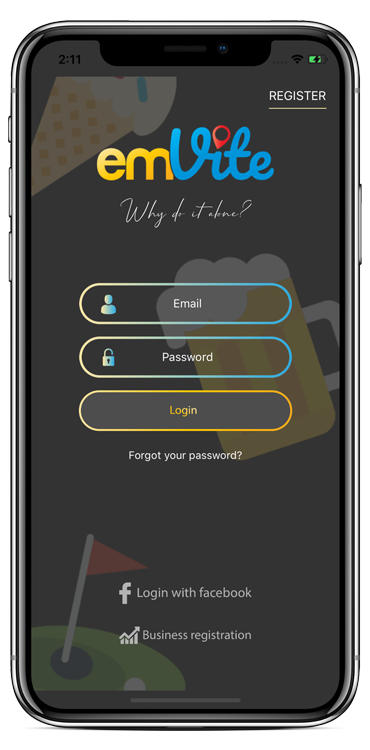 2:11
REGISTER
emVite
Why do it alone?
Email
Password
Login
Forgot your password?
Login with facebook
Business registration